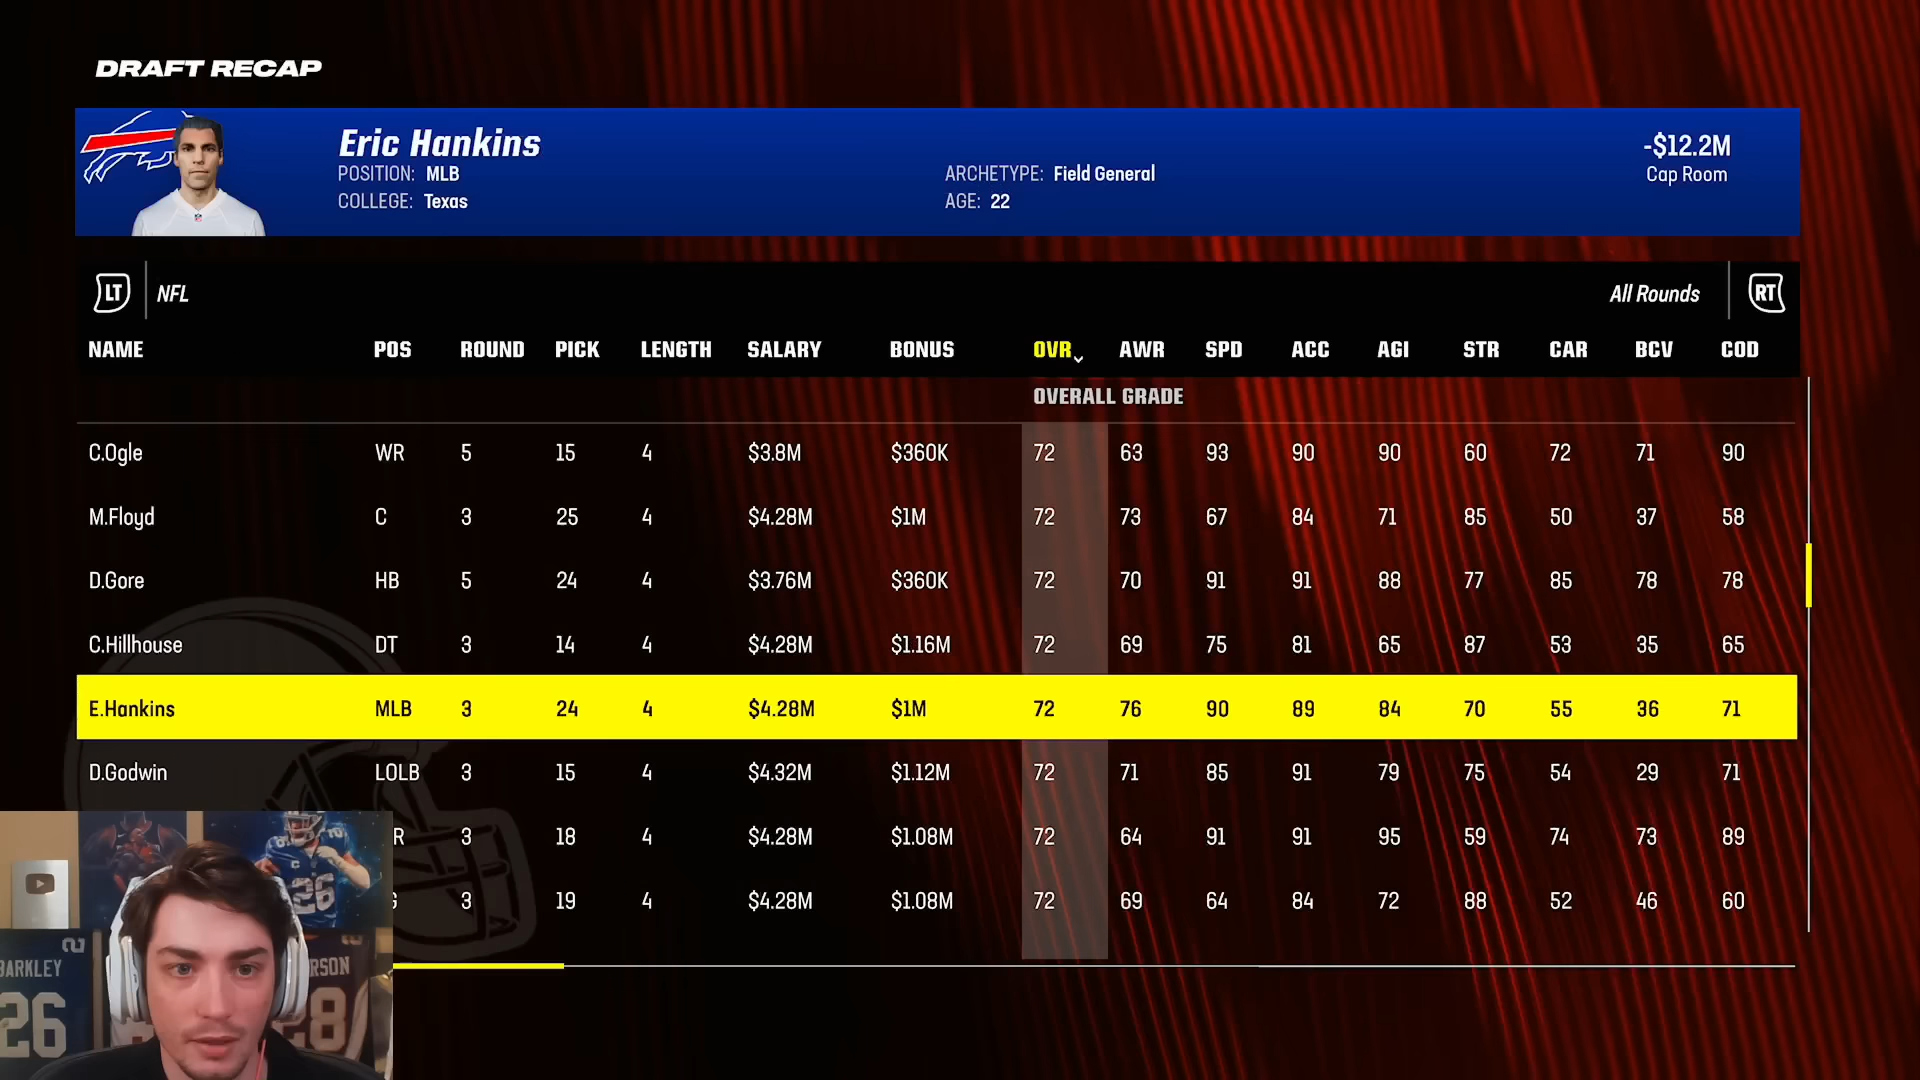 DRAFT RECAP
Eric Hankins
POSITION: MLB
COLLEGE: Texas
ARCHETYPE: Field General
AGE: 22
-$12.2M
Cap Room
LT NFL
All Rounds RT
NAME POS ROUND PICK LENGTH SALARY BONUS OVR AWR SPD ACC AGI STR CAR BCV COD
OVERALL GRADE
C.Ogle WR 5 15 4 $3.8M $360K 72 63 93 90 90 60 72 71 90
M.Floyd C 3 25 4 $4.28M $1M 72 73 67 84 71 85 50 37 58
D.Gore HB 5 24 4 $3.76M $360K 72 70 91 91 88 77 85 78 78
C.Hillhouse DT 3 14 4 $4.28M $1.16M 72 69 75 81 65 87 53 35 65
E.Hankins MLB 3 24 4 $4.28M $1M 72 76 90 89 84 70 55 36 71
D.Godwin LOLB 3 15 4 $4.32M $1.12M 72 71 85 91 79 75 54 29 71
R 3 18 4 $4.28M $1.08M 72 64 91 91 95 59 74 73 89
3 19 4 $4.28M $1.08M 72 69 64 84 72 88 52 46 60
26
BARKLEY
26
RSON
28